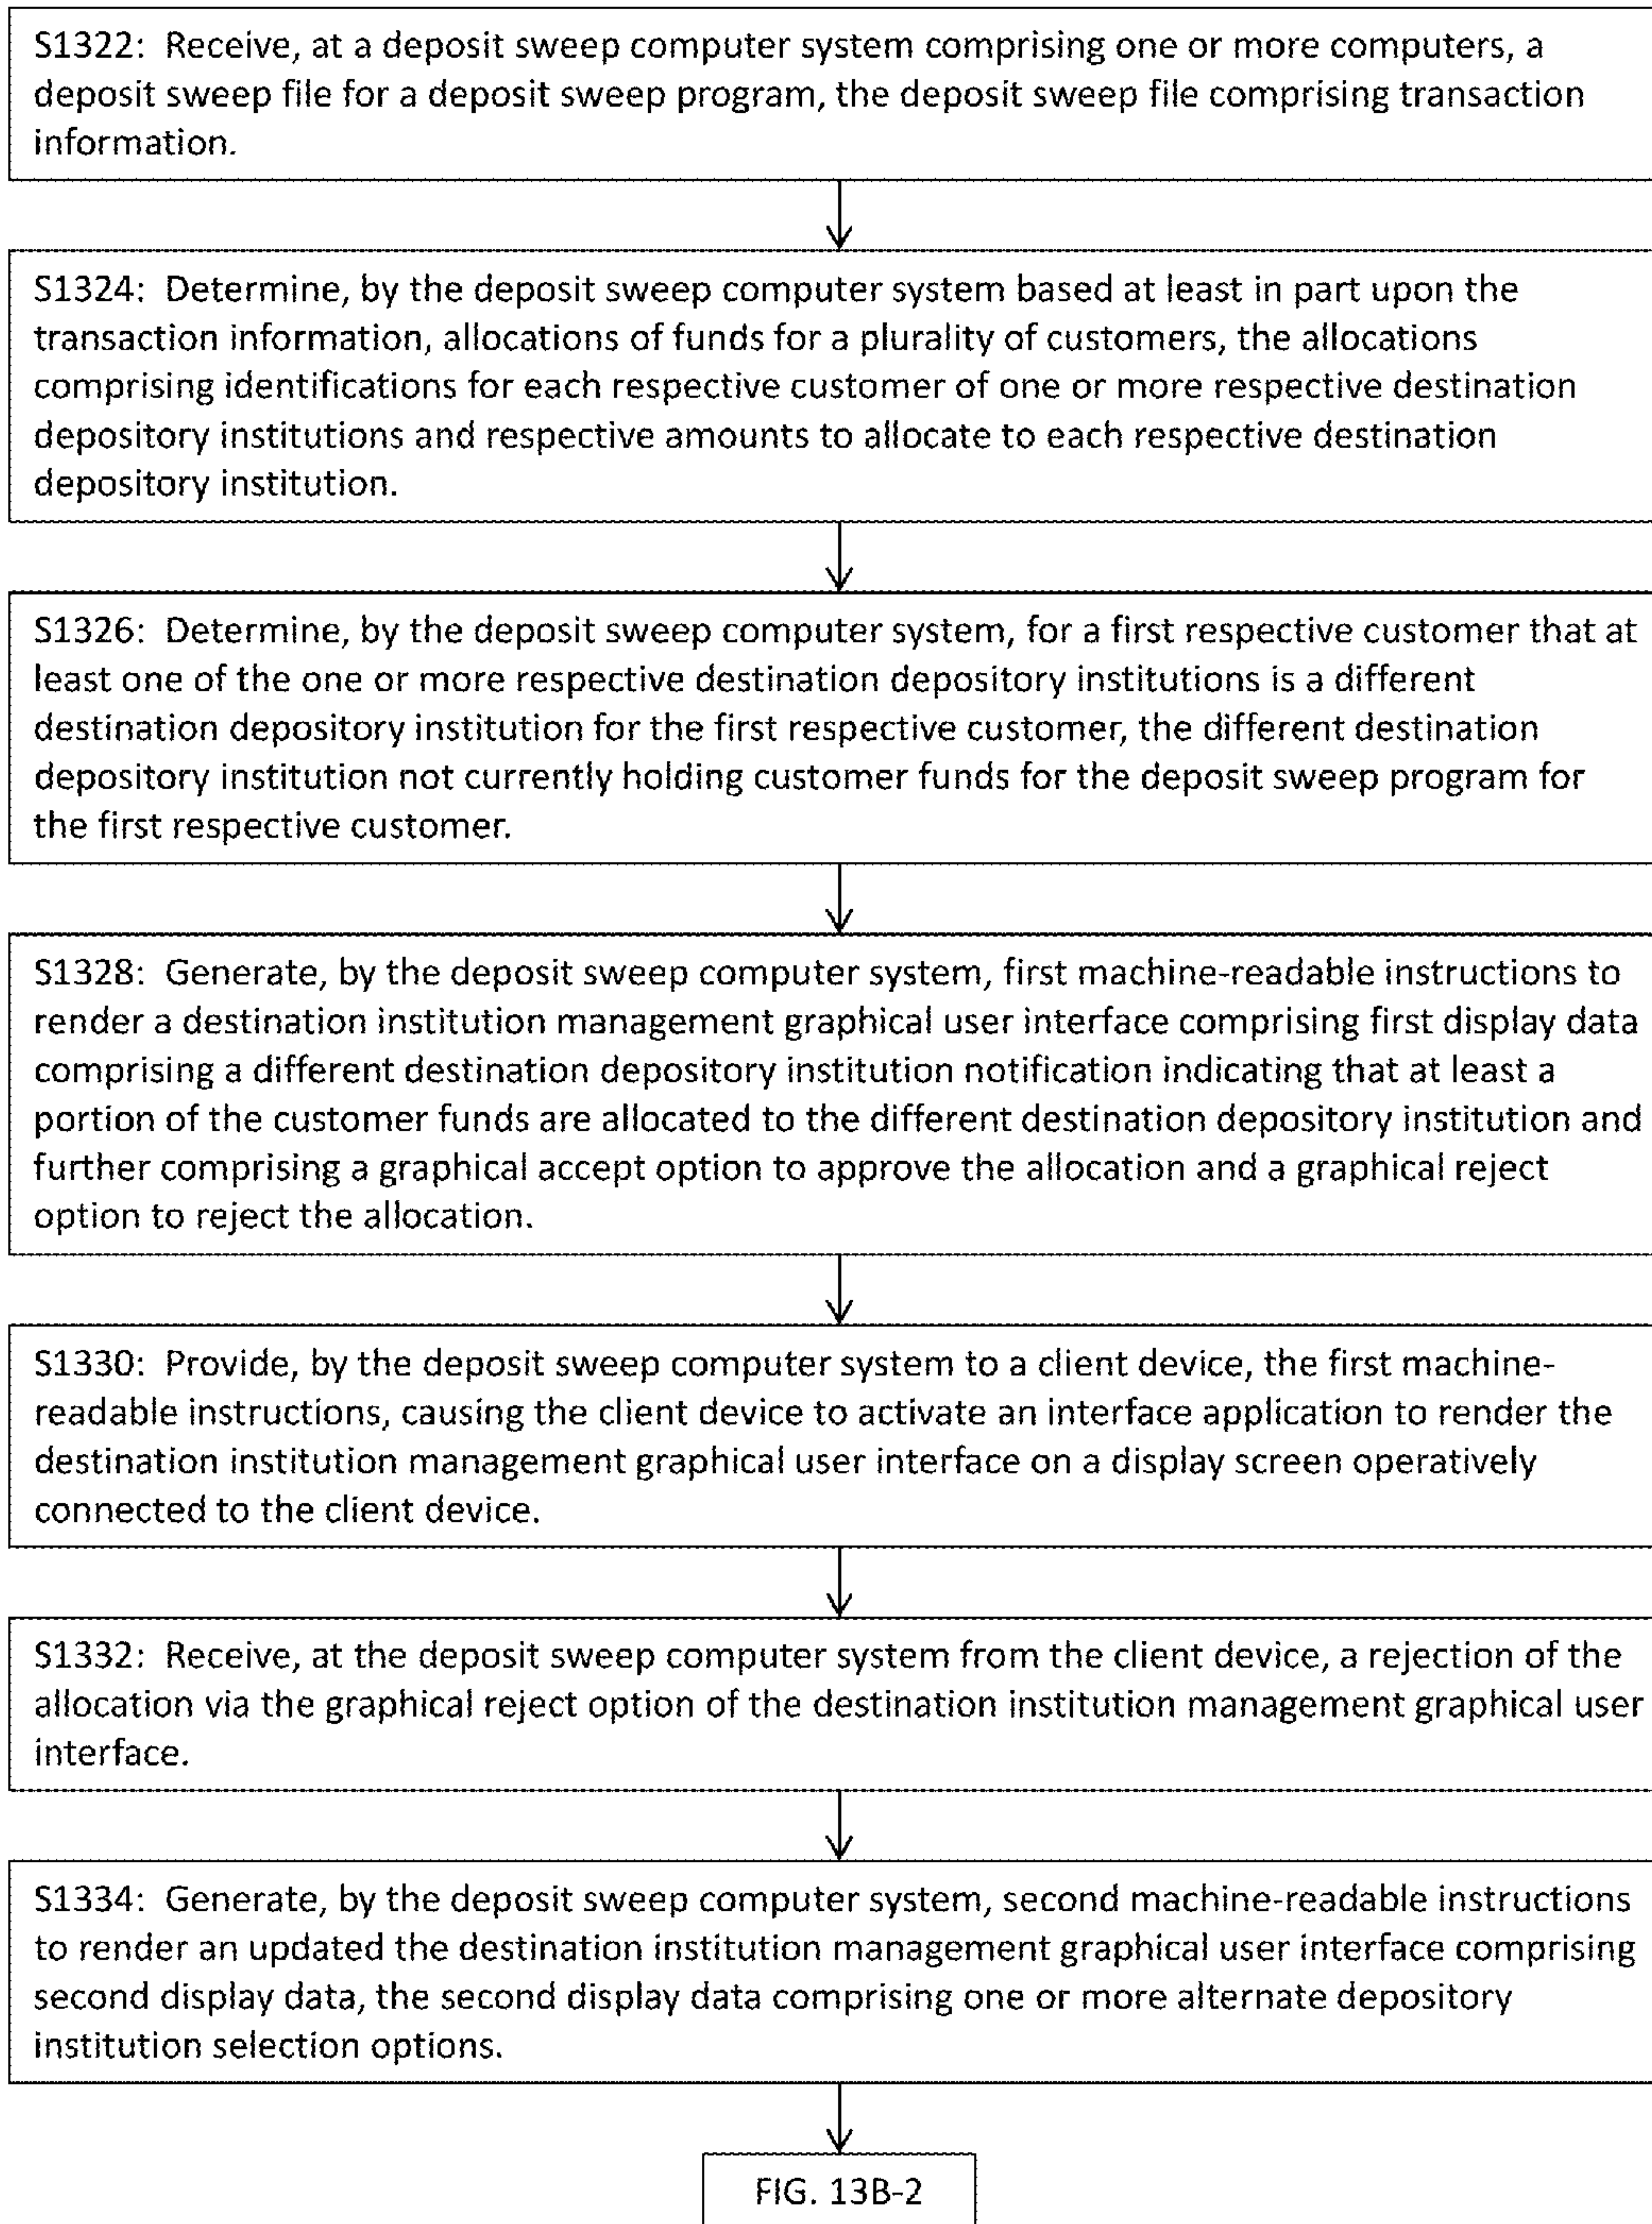 S1322: Receive, at a deposit sweep computer system comprising one or more computers, a
deposit sweep file for a deposit sweep program, the deposit sweep file comprising transaction
information.
S1324: Determine, by the deposit sweep computer system based at least in part upon the
transaction information, allocations of funds for a plurality of customers, the allocations
comprising identifications for each respective customer of one or more respective destination
depository institutions and respective amounts to allocate to each respective destination
depository institution.
S1326: Determine, by the deposit sweep computer system, for a first respective customer that at
least one of the one or more respective destination depository institutions is a different
destination depository institution for the first respective customer, the different destination
depository institution not currently holding customer funds for the deposit sweep program for
the first respective customer.
S1328: Generate, by the deposit sweep computer system, first machine-readable instructions to
render a destination institution management graphical user interface comprising first display data
comprising a different destination depository institution notification indicating that at least a
portion of the customer funds are allocated to the different destination depository institution and
further comprising a graphical accept option to approve the allocation and a graphical reject
option to reject the allocation.
S1330: Provide, by the deposit sweep computer system to a client device, the first machine-
readable instructions, causing the client device to activate an interface application to render the
destination institution management graphical user interface on a display screen operatively
connected to the client device.
S1332: Receive, at the deposit sweep computer system from the client device, a rejection of the
allocation via the graphical reject option of the destination institution management graphical user
interface.
S1334: Generate, by the deposit sweep computer system, second machine-readable instructions
to render an updated the destination institution management graphical user interface comprising
second display data, the second display data comprising one or more alternate depository
institution selection options.
FIG. 13B-2